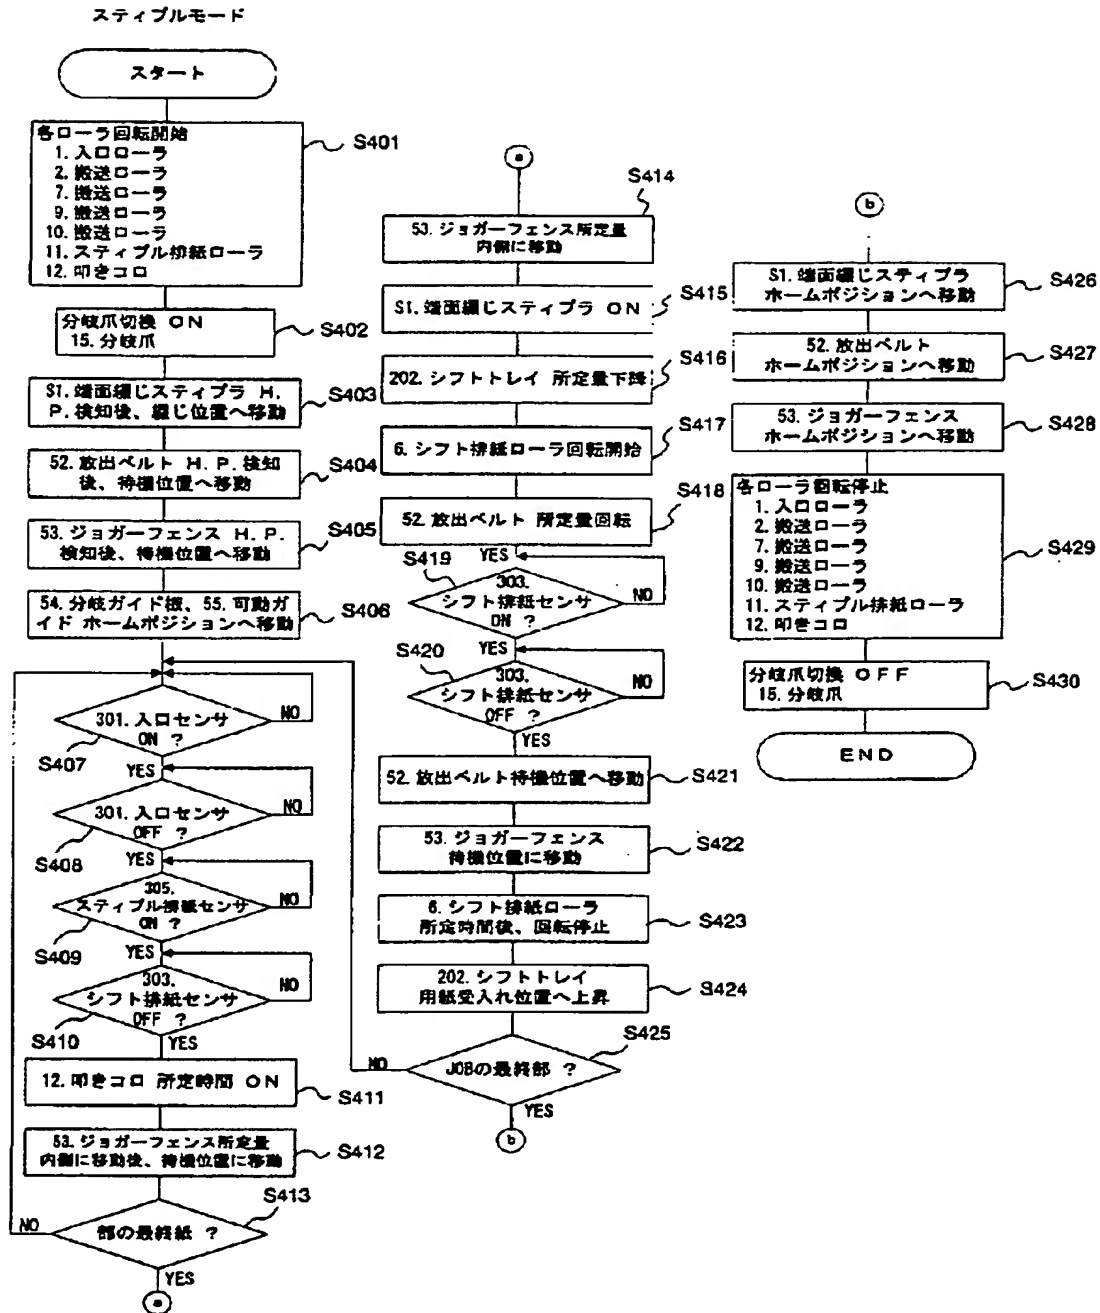 スティプルモード
スタート
各ローラ回転開始
1. 入口ローラ
2. 搬送ローラ
7. 搬送ローラ
9. 搬送ローラ
10. 搬送ローラ
11. スティプル排紙ローラ
12. 叩きコロ
S401
分岐爪切換 ON
15. 分岐爪
S402
S1. 端面綴じスティプラ H.
P. 検知後、綴じ位置へ移動
S403
52. 放出ベルト H.P. 検知
後、待機位置へ移動
S404
53. ジョガーフェンス H.P.
検知後、待機位置へ移動
S405
54. 分岐ガイド板、55. 可動ガ
イド ホームポジションへ移動
S406
301. 入口センサ
ON ?
NO
S407
YES
301. 入口センサ
OFF ?
NO
S408
YES
305.
スティプル排紙センサ
ON ?
NO
S409
YES
303.
シフト排紙センサ
OFF ?
NO
S410
YES
12. 叩きコロ 所定時間 ON
S411
53. ジョガーフェンス所定量
内側に移動後、待機位置に移動
S412
S413
NO
部の最終紙 ?
YES
a
a
S414
53. ジョガーフェンス所定量
内側に移動
S1. 端面綴じスティプラ ON
S415
202. シフトトレイ 所定量下降
S416
6. シフト排紙ローラ回転開始
S417
52. 放出ベルト 所定量回転
S418
YES
S419
303.
シフト排紙センサ
ON ?
NO
YES
S420
303.
シフト排紙センサ
OFF ?
NO
YES
52. 放出ベルト待機位置へ移動
S421
53. ジョガーフェンス
待機位置に移動
S422
6. シフト排紙ローラ
所定時間後、回転停止
S423
202. シフトトレイ
用紙受入れ位置へ上昇
S424
S425
NO
JOBの最終部 ?
YES
b
b
S1. 端面綴じスティプラ
ホームポジションへ移動
S426
52. 放出ベルト
ホームポジションへ移動
S427
53. ジョガーフェンス
ホームポジションへ移動
S428
各ローラ回転停止
1. 入口ローラ
2. 搬送ローラ
7. 搬送ローラ
9. 搬送ローラ
10. 搬送ローラ
11. スティプル排紙ローラ
12. 叩きコロ
S429
分岐爪切換 OFF
15. 分岐爪
S430
END